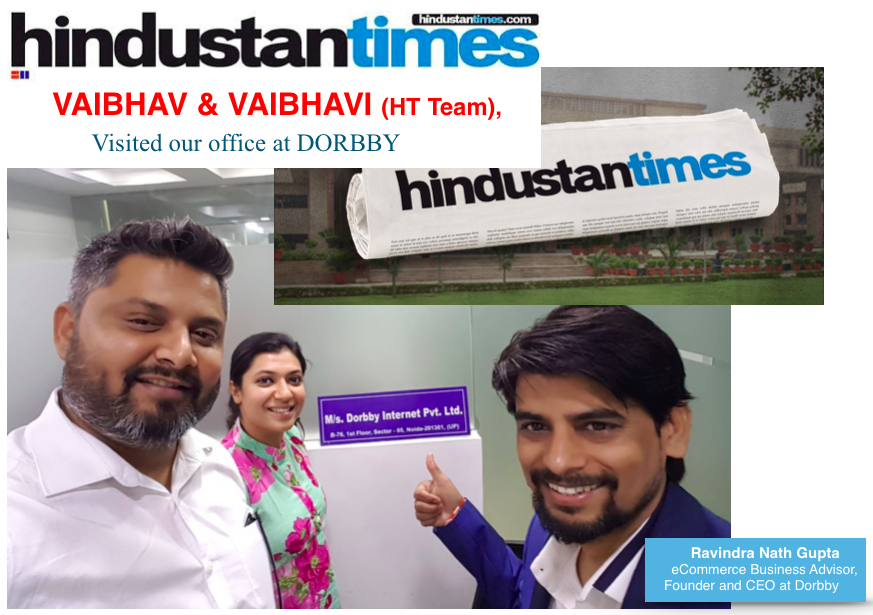 hindustantimes.com
hindustantimes
VAIBHAV & VAIBHAVI (HT Team),
Visited our office at DORBBY
hindustantimes
M/s. Dorbby Internet Pvt. Ltd.
B-76, 1st Floor, Sector - 65, Noida-201301, (UP)
Ravindra Nath Gupta
eCommerce Business Advisor,
Founder and CEO at Dorbby